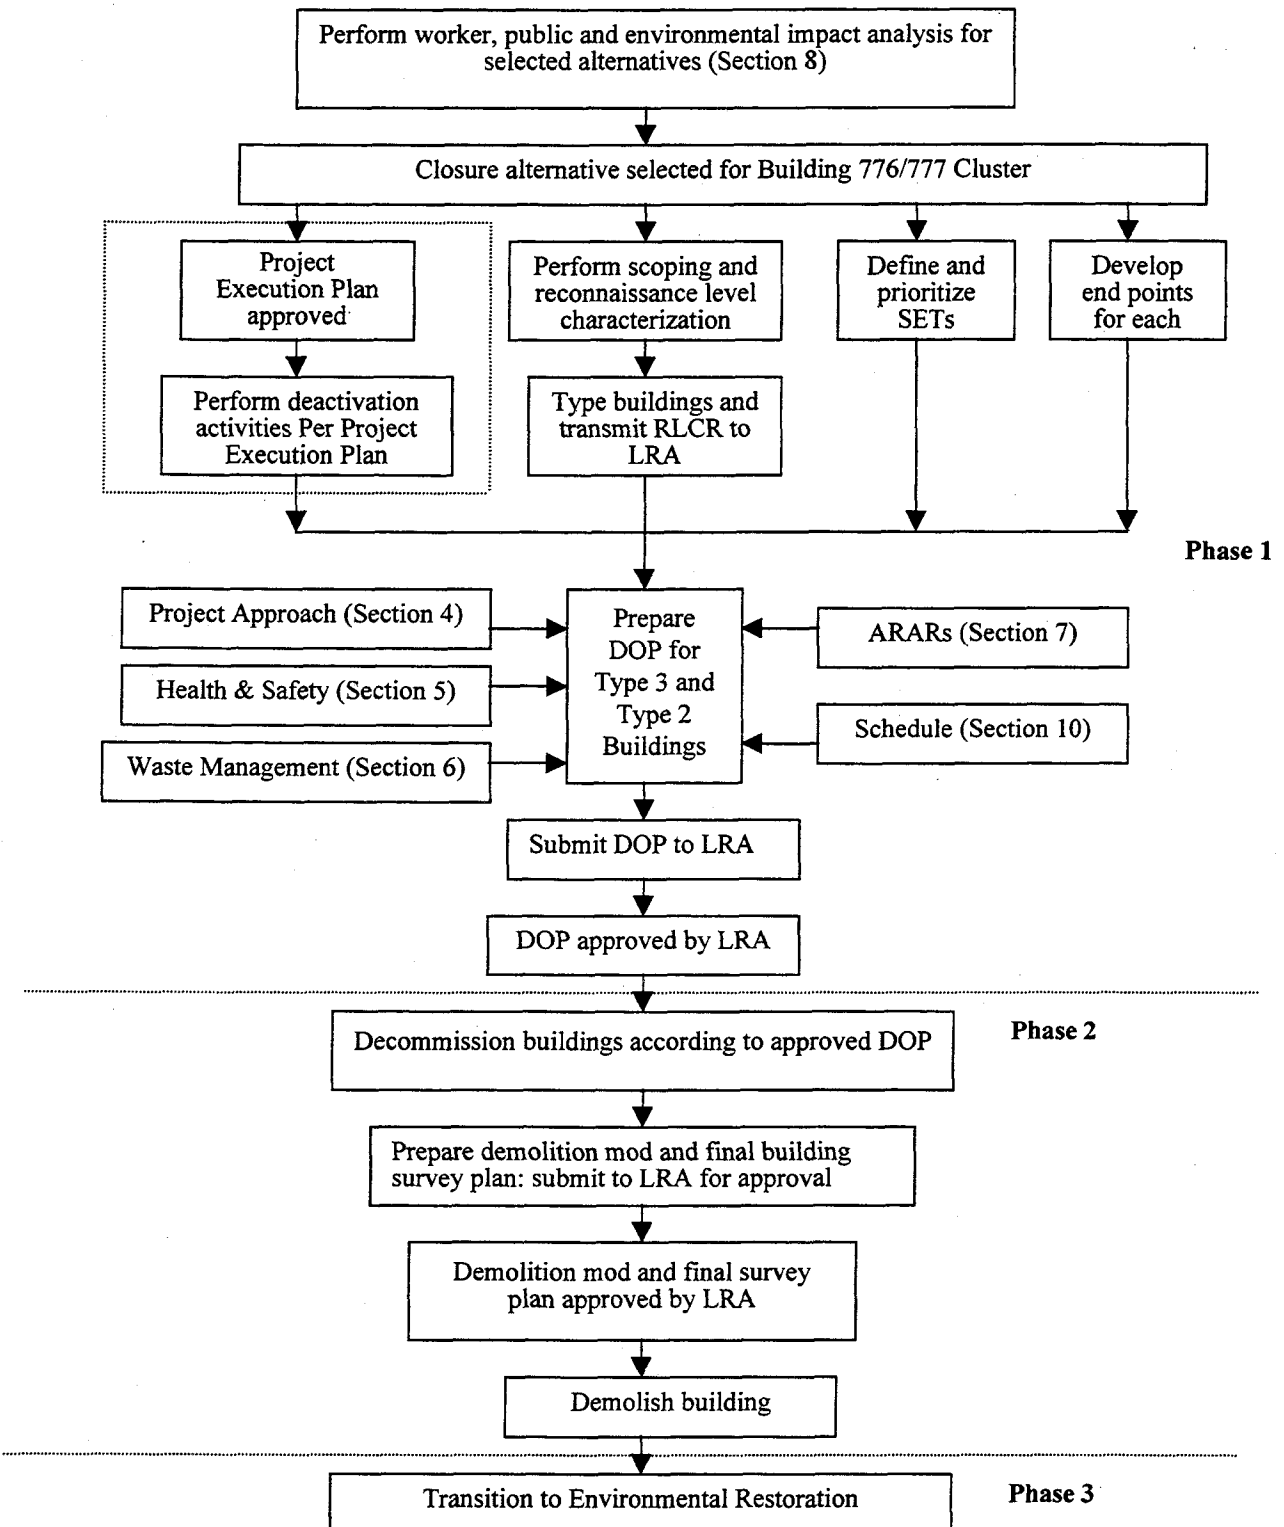 Perform worker, public and environmental impact analysis for
selected alternatives (Section 8)
Closure alternative selected for Building 776/777 Cluster
Project
Execution Plan
approved
Perform scoping and
reconnaissance level
characterization
Define and
prioritize
SETs
Develop
end points
for each
Perform deactivation
activities Per Project
Execution Plan
Type buildings and
transmit RLCR to
LRA
Phase 1
Project Approach (Section 4)
Health & Safety (Section 5)
Waste Management (Section 6)
Prepare
DOP for
Type 3 and
Type 2
Buildings
ARARs (Section 7)
Schedule (Section 10)
Submit DOP to LRA
DOP approved by LRA
Phase 2
Decommission buildings according to approved DOP
Prepare demolition mod and final building
survey plan: submit to LRA for approval
Demolition mod and final survey
plan approved by LRA
Demolish building
Transition to Environmental Restoration
Phase 3